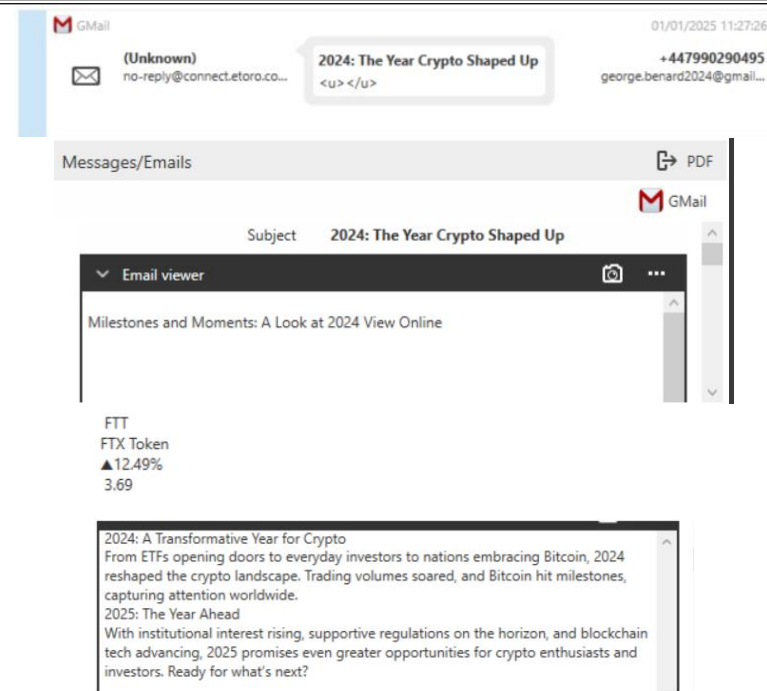 GMail
01/01/2025 11:27:26
(Unknown)
no-reply@connect.etoro.co...
2024: The Year Crypto Shaped Up
<u></u>
+447990290495
george.benard2024@gmail...
Messages/Emails
PDF
GMail
Subject 2024: The Year Crypto Shaped Up
Email viewer
Milestones and Moments: A Look at 2024 View Online
FTT
FTX Token
▲12.49%
3.69
2024: A Transformative Year for Crypto
From ETFs opening doors to everyday investors to nations embracing Bitcoin, 2024
reshaped the crypto landscape. Trading volumes soared, and Bitcoin hit milestones,
capturing attention worldwide.
2025: The Year Ahead
With institutional interest rising, supportive regulations on the horizon, and blockchain
tech advancing, 2025 promises even greater opportunities for crypto enthusiasts and
investors. Ready for what's next?